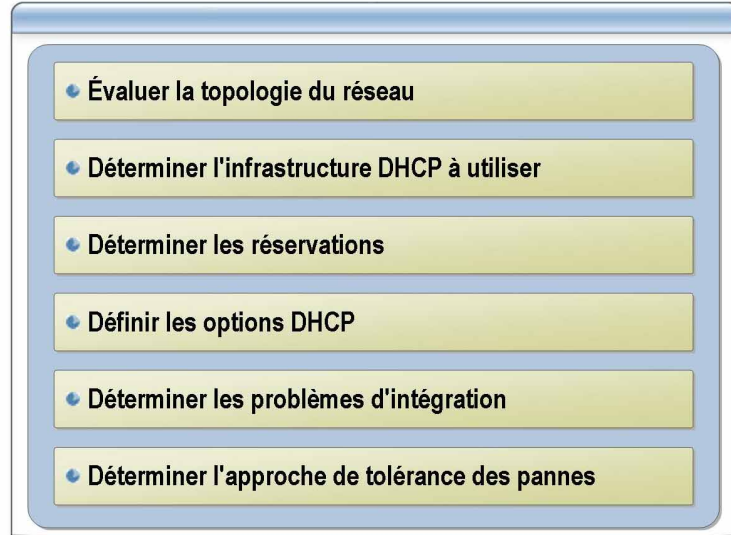 Évaluer la topologie du réseau
Déterminer l'infrastructure DHCP à utiliser
Déterminer les réservations
Définir les options DHCP
Déterminer les problèmes d'intégration
Déterminer l'approche de tolérance des pannes